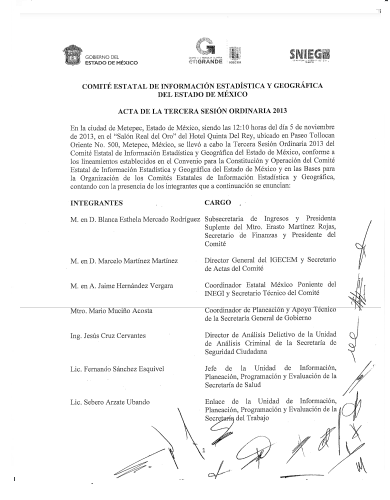 GOBIERNO DEL
ESTADO DE MÉXICO
enGRANDE
SNIEG
COMITÉ ESTATAL DE INFORMACIÓN ESTADÍSTICA Y GEOGRÁFICA
DEL ESTADO DE MÉXICO
ACTA DE LA TERCERA SESIÓN ORDINARIA 2013
En la ciudad de Metepec, Estado de México, siendo las 12:10 horas del día 5 de noviembre
de 2013, en el "Salón Real del Oro" Hotel Quinta Del Rey, ubicado en Paseo Tollocan
Oriente No. 500, Metepec, México, se llevó a cabo la Tercera Sesión Ordinaria 2013 del
Comité Estatal de Información Estadística y Geográfica del Estado de México, conforme a
los lineamientos establecidos en el Convenio para la Constitución y Operación del Comité
Estatal de Información Estadística y Geográfica del Estado de México y en las Bases para
la Organización de los Comités Estatales de Información Estadística y Geográfica,
contando con la presencia de los integrantes que a continuación se enuncian:
INTEGRANTES CARGO
M. en D. Blanca Esthela Mercado Rodríguez Subsecretaria de Ingresos y Presidenta
Suplente del Mtro. Erasto Martínez Rojas,
Secretario de Finanzas y Presidente del
Comité
M. en D. Marcelo Martínez Martínez Director General del IGECEM y Secretario
de Actas del Comité
M. en A. Jaime Hernández Vergara Coordinador Estatal México Poniente del
INEGI y Secretario Técnico del Comité
Mtro. Mario Muciño Acosta Coordinador de Planeación y Apoyo Técnico
de la Secretaría General de Gobierno
Ing. Jesús Cruz Cervantes Director de Análisis Delictivo de la Unidad
de Análisis Criminal de la Secretaría de
Seguridad Ciudadana
Lic. Fernando Sánchez Esquivel Jefe de la Unidad de Información,
Planeación, Programación y Evaluación de la
Secretaría de Salud
Lic. Sebero Arzate Ubando Enlace de la Unidad de Información,
Planeación, Programación y Evaluación de la
Secretaría del Trabajo